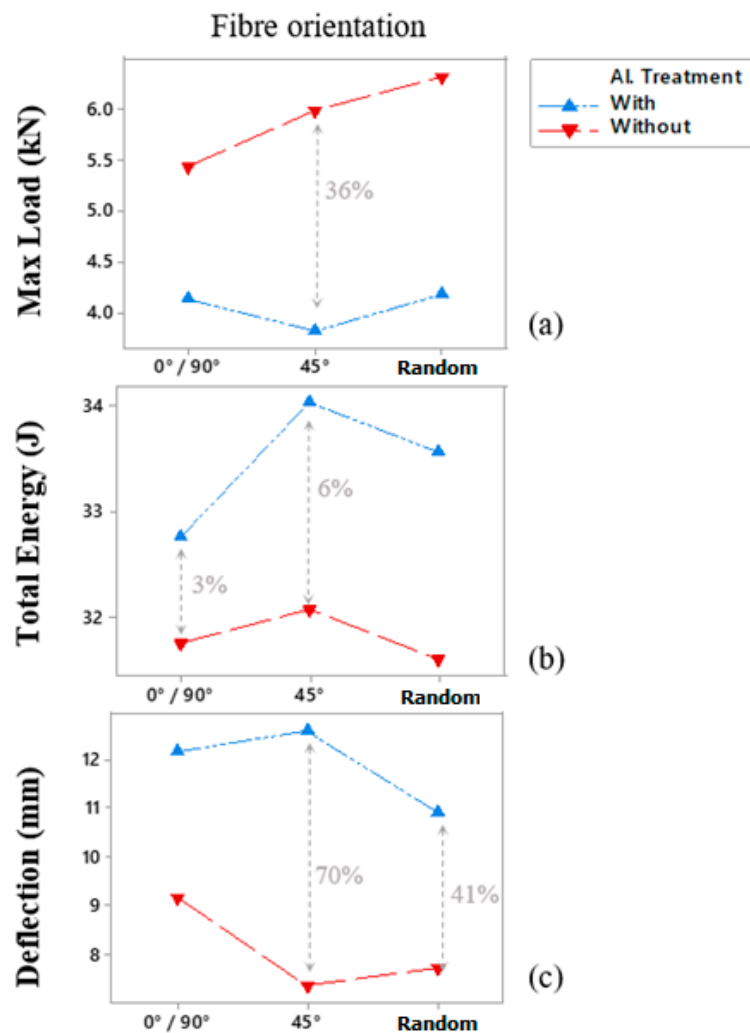 Fibre orientation
Al. Treatment
With
Without
Max Load (kN)
6.0
5.5
5.0
4.5
4.0
36%
0° / 90°
45°
Random
(a)
Total Energy (J)
34
33
32
3%
6%
0° / 90°
45°
Random
(b)
Deflection (mm)
12
11
10
9
8
70%
41%
0° / 90°
45°
Random
(c)